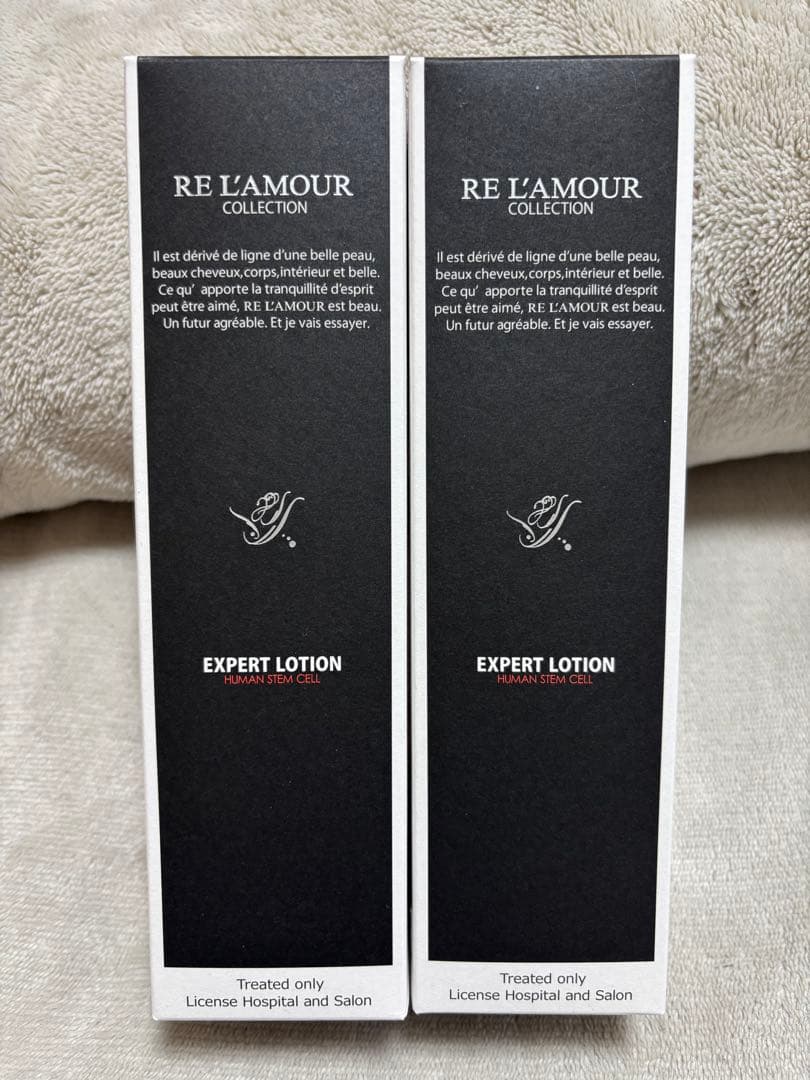 RE L'AMOUR
COLLECTION
Il est dérivé de ligne d'une belle peau,
beaux cheveux,corps,intérieur et belle.
Ce qu' apporte la tranquillité d'esprit
peut être aimé, RE L'AMOUR est beau.
Un futur agréable. Et je vais essayer.
EXPERT LOTION
HUMAN STEM CELL
Treated only
License Hospital and Salon
RE L'AMOUR
COLLECTION
Il est dérivé de ligne d'une belle peau,
beaux cheveux,corps,intérieur et belle.
Ce qu' apporte la tranquillité d'esprit
peut être aimé, RE L'AMOUR est beau.
Un futur agréable. Et je vais essayer.
EXPERT LOTION
HUMAN STEM CELL
Treated only
License Hospital and Salon